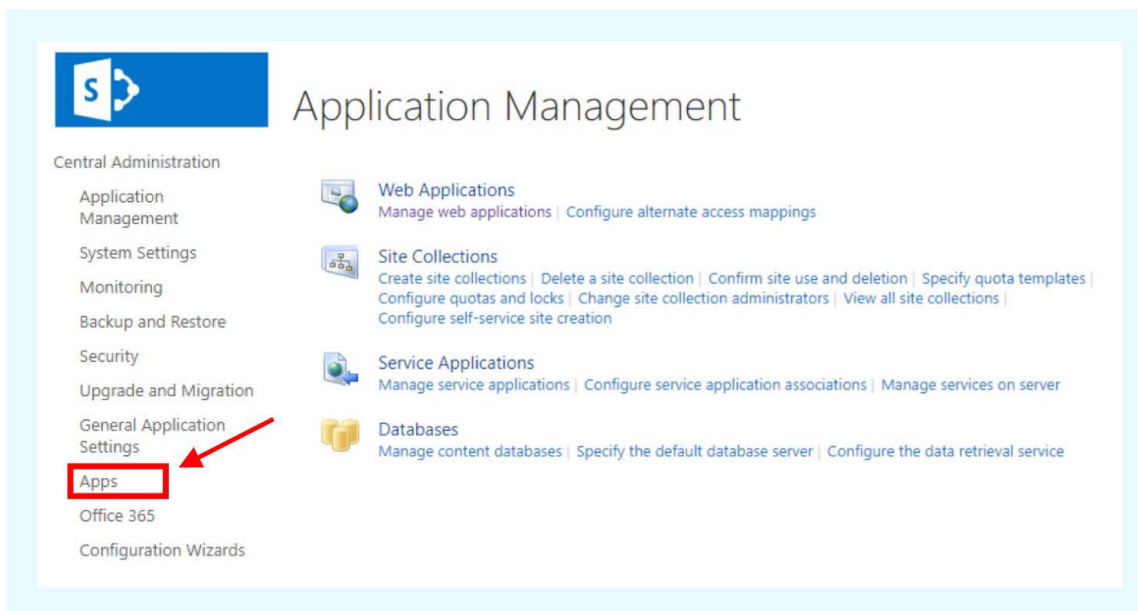 S
Application Management
Central Administration
Application
Management
System Settings
Monitoring
Backup and Restore
Security
Upgrade and Migration
General Application
Settings
Apps
Office 365
Configuration Wizards
Web Applications
Manage web applications | Configure alternate access mappings
Site Collections
Create site collections | Delete a site collection | Confirm site use and deletion | Specify quota templates |
Configure quotas and locks | Change site collection administrators | View all site collections |
Configure self-service site creation
Service Applications
Manage service applications | Configure service application associations | Manage services on server
Databases
Manage content databases | Specify the default database server | Configure the data retrieval service